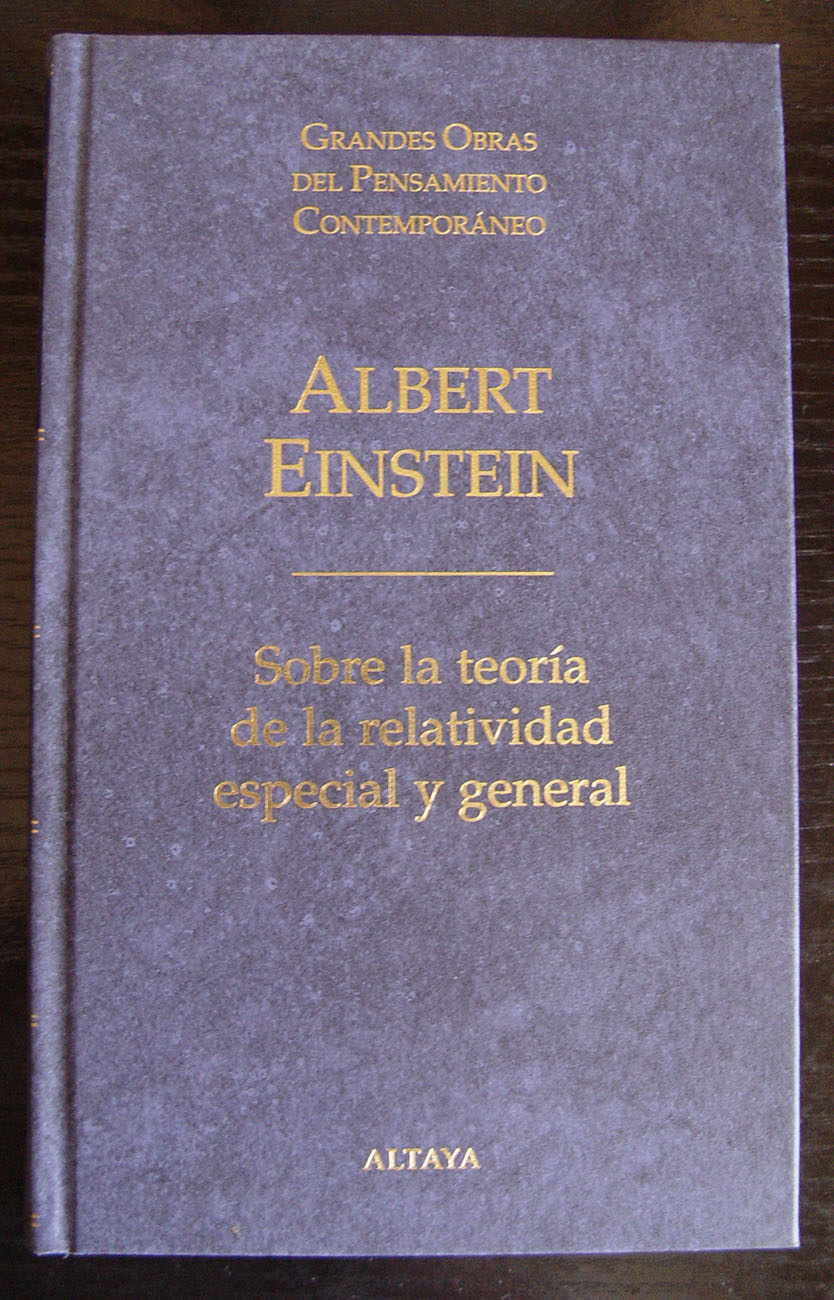 GRANDES OBRAS
DEL PENSAMIENTO
CONTEMPORÁNEO
ALBERT
EINSTEIN
Sobre la teoría
de la relatividad
especial y general
ALTAYA